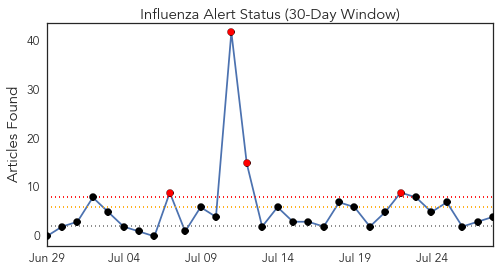 Influenza Alert Status (30-Day Window)
Articles Found
40
30
20
10
0
Jun 29
Jul 04
Jul 09
Jul 14
Jul 19
Jul 24